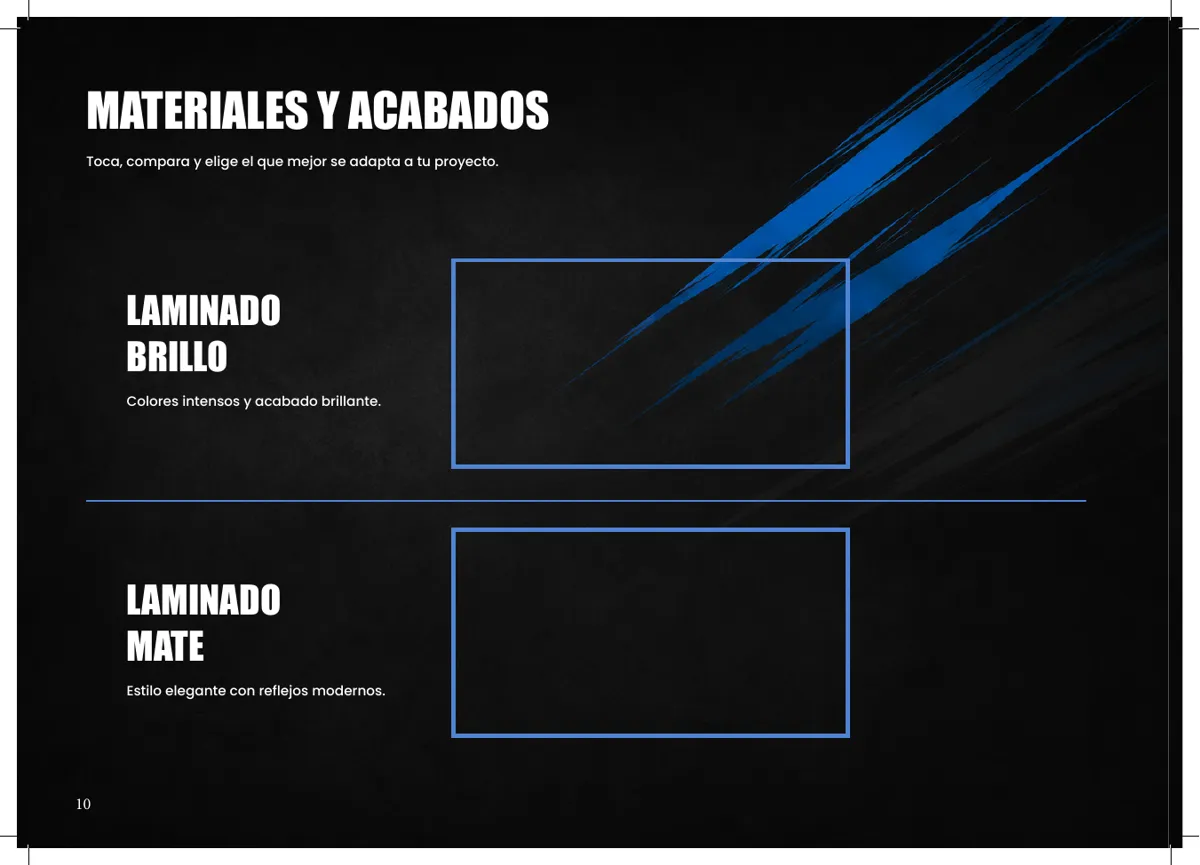 MATERIALES Y ACABADOS
Toca, compara y elige el que mejor se adapta a tu proyecto.
LAMINADO
BRILLO
Colores intensos y acabado brillante.
LAMINADO
MATE
Estilo elegante con reflejos modernos.
10